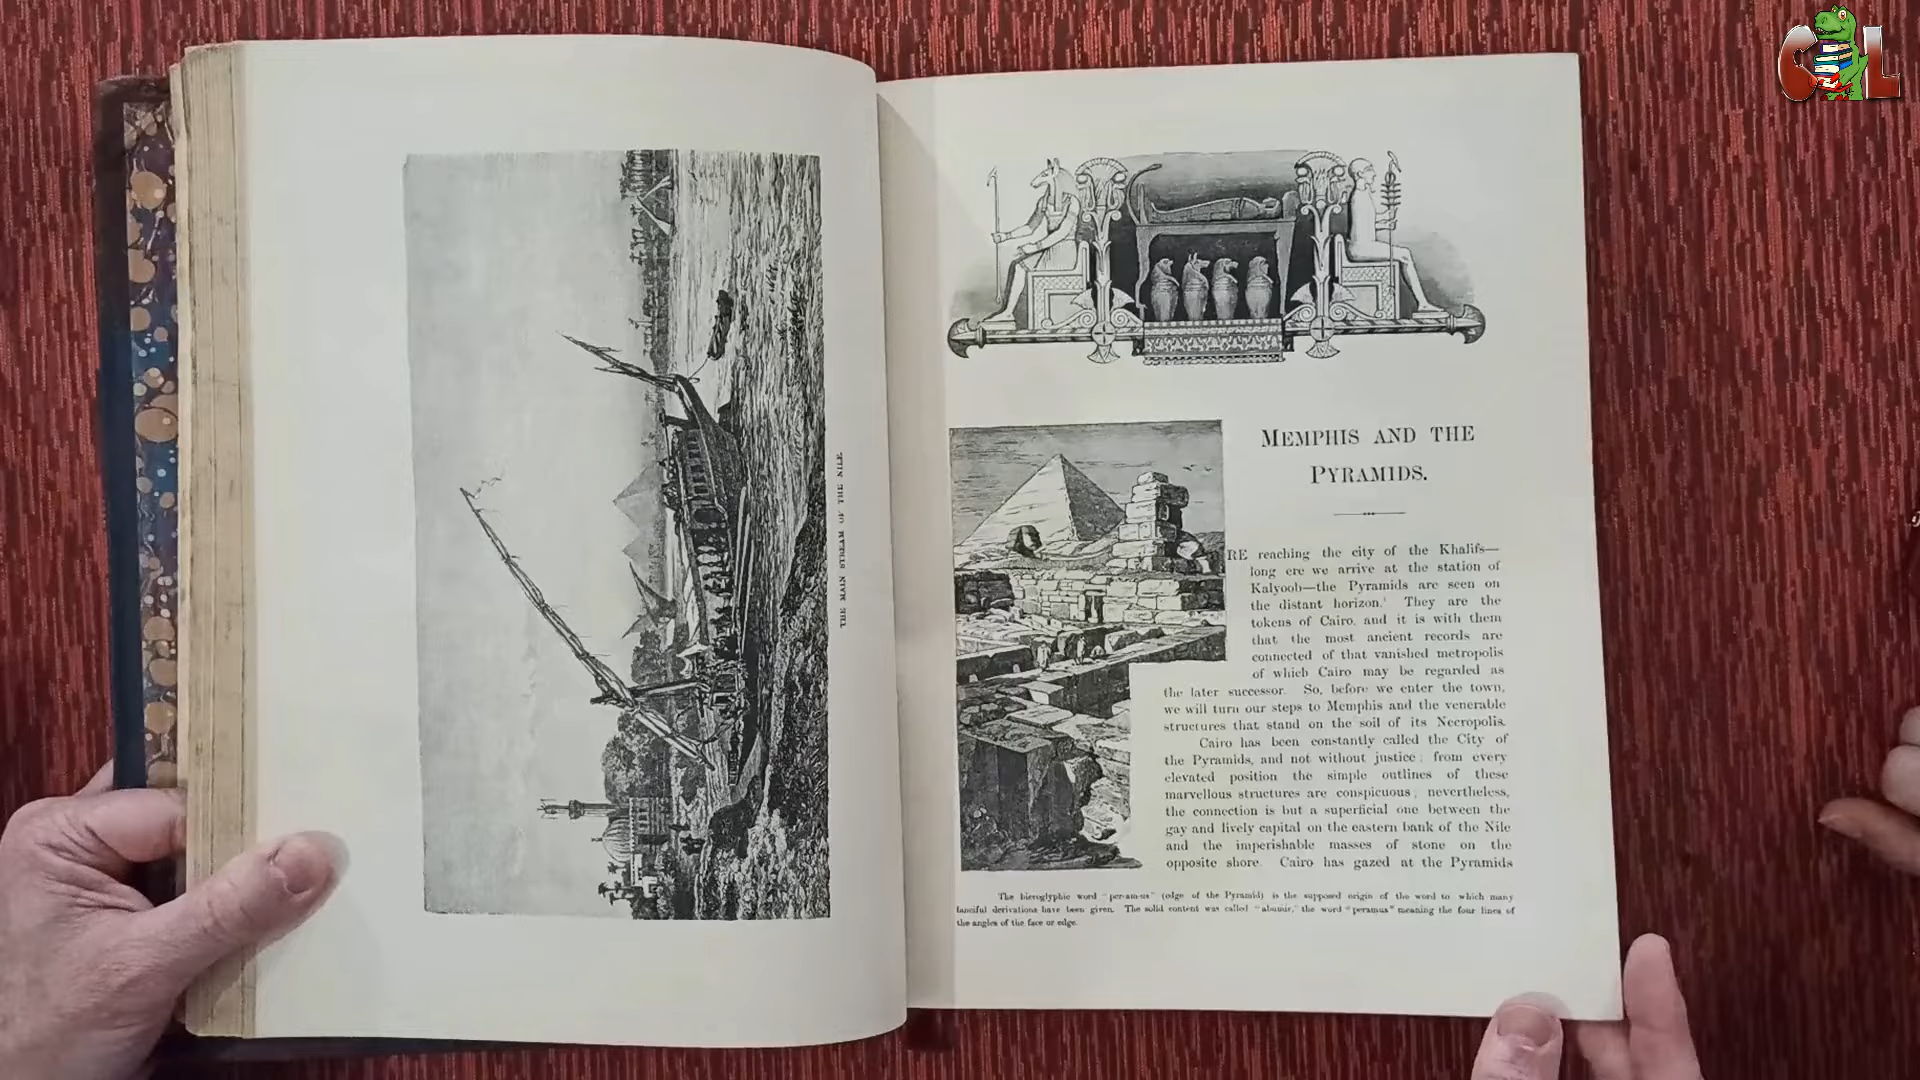 THE MAIN STREAM OF THE NILE
MEMPHIS AND THE
PYRAMIDS.
RE reaching the city of the Khalifs—
long ere we arrive at the station of
Kalyoob—the Pyramids are seen on
the distant horizon.¹ They are the
tokens of Cairo, and it is with them
that the most ancient records are
connected of that vanished metropolis
of which Cairo may be regarded as
the later successor. So, before we enter the town,
we will turn our steps to Memphis and the venerable
structures that stand on the soil of its Necropolis.
Cairo has been constantly called the City of
the Pyramids, and not without justice; from every
elevated position the simple outlines of these
marvellous structures are conspicuous; nevertheless,
the connection is but a superficial one between the
gay and lively capital on the eastern bank of the Nile
and the imperishable masses of stone on the
opposite shore. Cairo has gazed at the Pyramids
The hieroglyphic word "per-am-us" (edge of the Pyramid) is the supposed origin of the word to which many
fanciful derivations have been given. The solid content was called "abumir," the word "peramus" meaning the four lines of
the angles of the face or edge.
C L